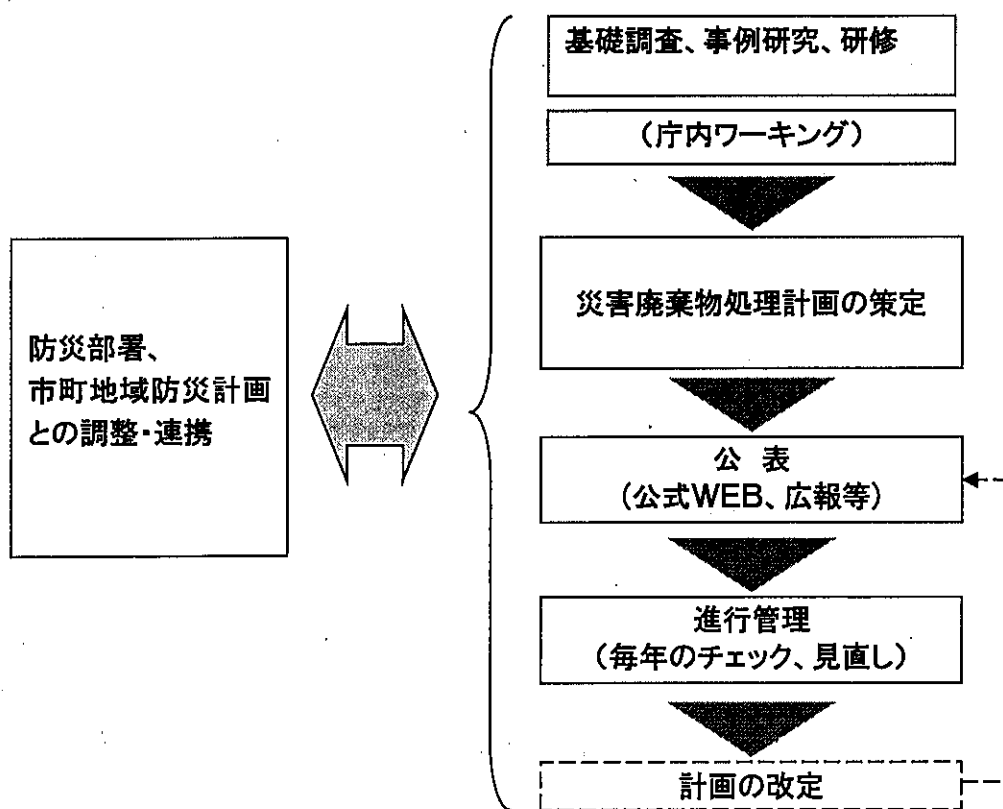 基礎調査、事例研究、研修
(庁内ワーキング)
災害廃棄物処理計画の策定
防災部署、
市町地域防災計画
との調整・連携
公 表
(公式WEB、広報等)
進行管理
(毎年のチェック、見直し)
計画の改定